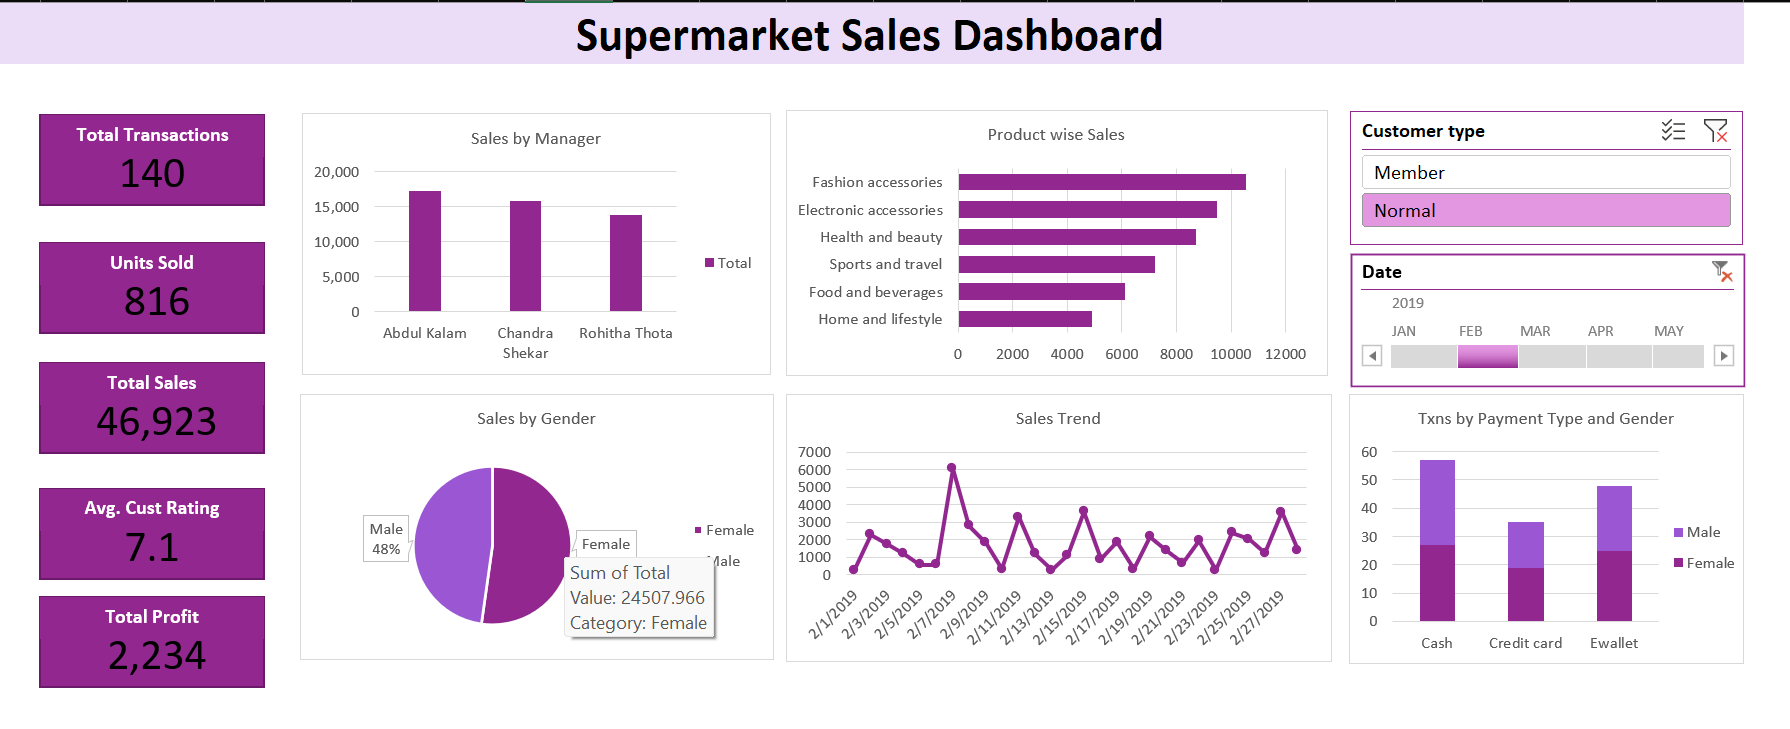 Supermarket Sales Dashboard
Total Transactions
140
Units Sold
816
Total Sales
46,923
Avg. Cust Rating
7.1
Total Profit
2,234
Sales by Manager
20,000
15,000
10,000
5,000
0
Abdul Kalam
Chandra
Shekar
Rohitha Thota
Total
Product wise Sales
Fashion accessories
Electronic accessories
Health and beauty
Sports and travel
Food and beverages
Home and lifestyle
0 2000 4000 6000 8000 10000 12000
Customer type
Member
Normal
Date
2019
JAN FEB MAR APR MAY
Sales by Gender
Male
48%
Female
Female
Male
Sum of Total
Value: 24507.966
Category: Female
Sales Trend
7000
6000
5000
4000
3000
2000
1000
0
2/1/2019
2/3/2019
2/5/2019
2/7/2019
2/9/2019
2/11/2019
2/13/2019
2/15/2019
2/17/2019
2/19/2019
2/21/2019
2/23/2019
2/25/2019
2/27/2019
Txns by Payment Type and Gender
60
50
40
30
20
10
0
Cash Credit card Ewallet
Male
Female